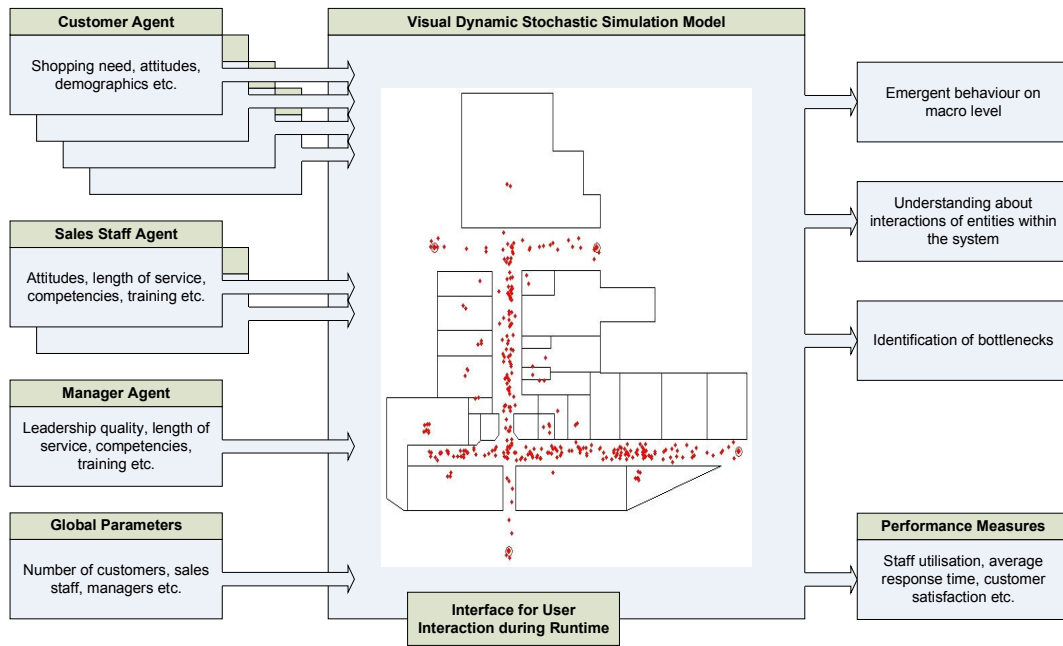 Customer Agent
Shopping need, attitudes,
demographics etc.
Sales Staff Agent
Attitudes, length of service,
competencies, training etc.
Manager Agent
Leadership quality, length of
service, competencies,
training etc.
Global Parameters
Number of customers, sales
staff, managers etc.
Visual Dynamic Stochastic Simulation Model
Interface for User
Interaction during Runtime
Emergent behaviour on
macro level
Understanding about
interactions of entities within
the system
Identification of bottlenecks
Performance Measures
Staff utilisation, average
response time, customer
satisfaction etc.